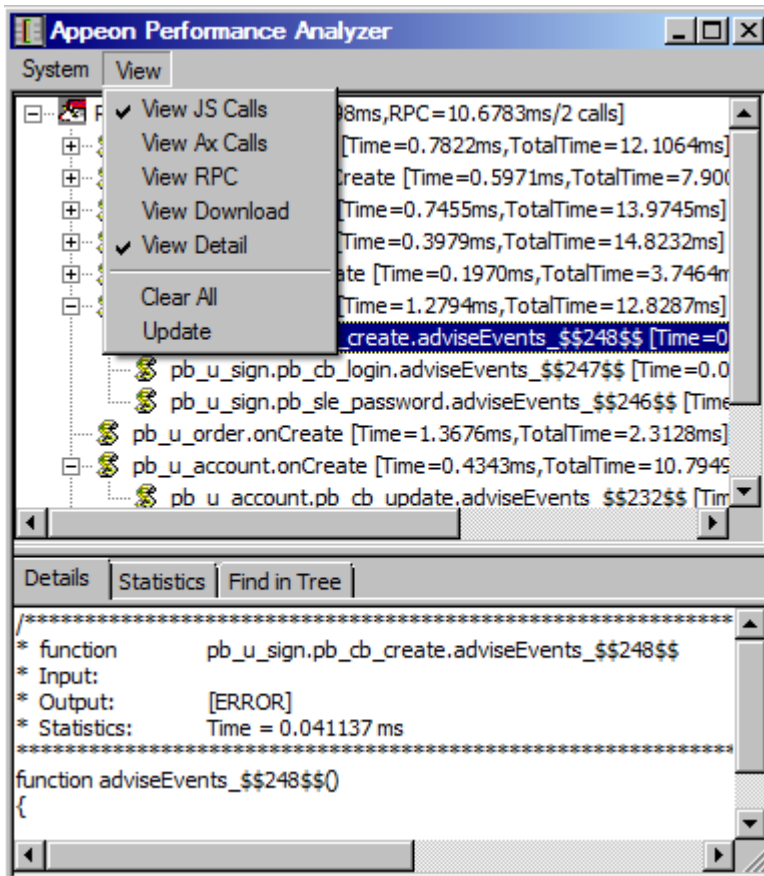 Appeon Performance Analyzer
System View
View JS Calls
View Ax Calls
View RPC
View Download
View Detail
Clear All
Update
98ms,RPC=10.6783ms/2 calls]
[Time=0.7822ms,TotalTime=12.1064ms]
Create [Time=0.5971ms,TotalTime=7.900
[Time=0.7455ms,TotalTime=13.9745ms]
[Time=0.3979ms,TotalTime=14.8232ms]
ate [Time=0.1970ms,TotalTime=3.7464m
[Time=1.2794ms,TotalTime=12.8287ms]
_create.adviseEvents_$$248$$ [Time=0
pb_u_sign.pb_cb_login.adviseEvents_$$247$$ [Time=0.0
pb_u_sign.pb_sle_password.adviseEvents_$$246$$ [Time
pb_u_order.onCreate [Time=1.3676ms,TotalTime=2.3128ms]
pb_u_account.onCreate [Time=0.4343ms,TotalTime=10.7949
pb_u_account.pb_cb_update.adviseEvents_$$232$$ [Tim
Details Statistics Find in Tree
/************************************************************
* function pb_u_sign.pb_cb_create.adviseEvents_$$248$$
* Input:
* Output: [ERROR]
* Statistics: Time = 0.041137 ms
*************************************************************
function adviseEvents_$$248$$()
{